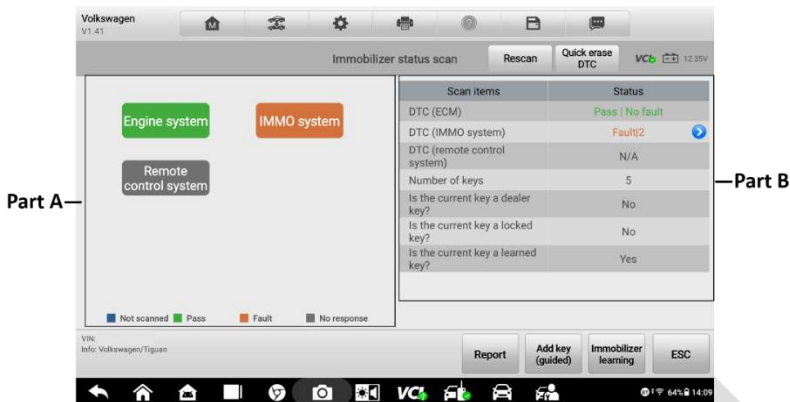 Volkswagen
V1.41
Immobilizer status scan
Rescan
Quick erase
DTC
VCb
12.35V
Engine system
IMMO system
Remote
control system
Not scanned Pass Fault No response
Part A
Scan items Status
DTC (ECM) Pass | No fault
DTC (IMMO system) Fault|2
DTC (remote control
system) N/A
Number of keys 5
Is the current key a dealer
key? No
Is the current key a locked
key? No
Is the current key a learned
key? Yes
Part B
VIN:
Info: Volkswagen/Tiguan
Report
Add key
(guided)
Immobilizer
learning
ESC
VCI
64% 14:09